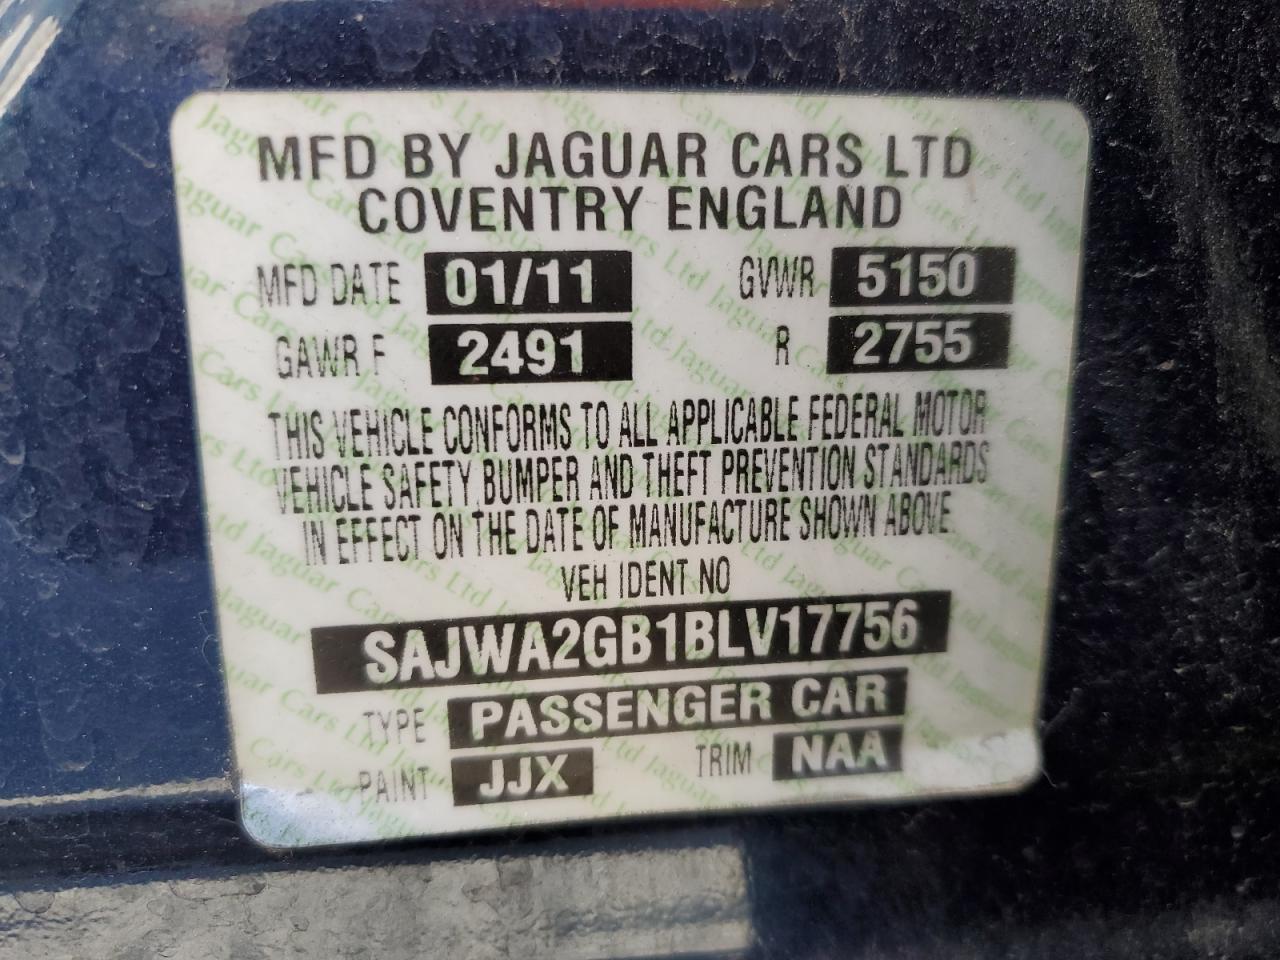 MFD BY JAGUAR CARS LTD
COVENTRY ENGLAND
MFD DATE 01/11 GVWR 5150
GAWR F 2491 R 2755
THIS VEHICLE CONFORMS TO ALL APPLICABLE FEDERAL MOTOR
VEHICLE SAFETY BUMPER AND THEFT PREVENTION STANDARDS
IN EFFECT ON THE DATE OF MANUFACTURE SHOWN ABOVE
VEH IDENT NO
SAJWA2GB1BLV17756
TYPE PASSENGER CAR
PAINT JJX TRIM NAA